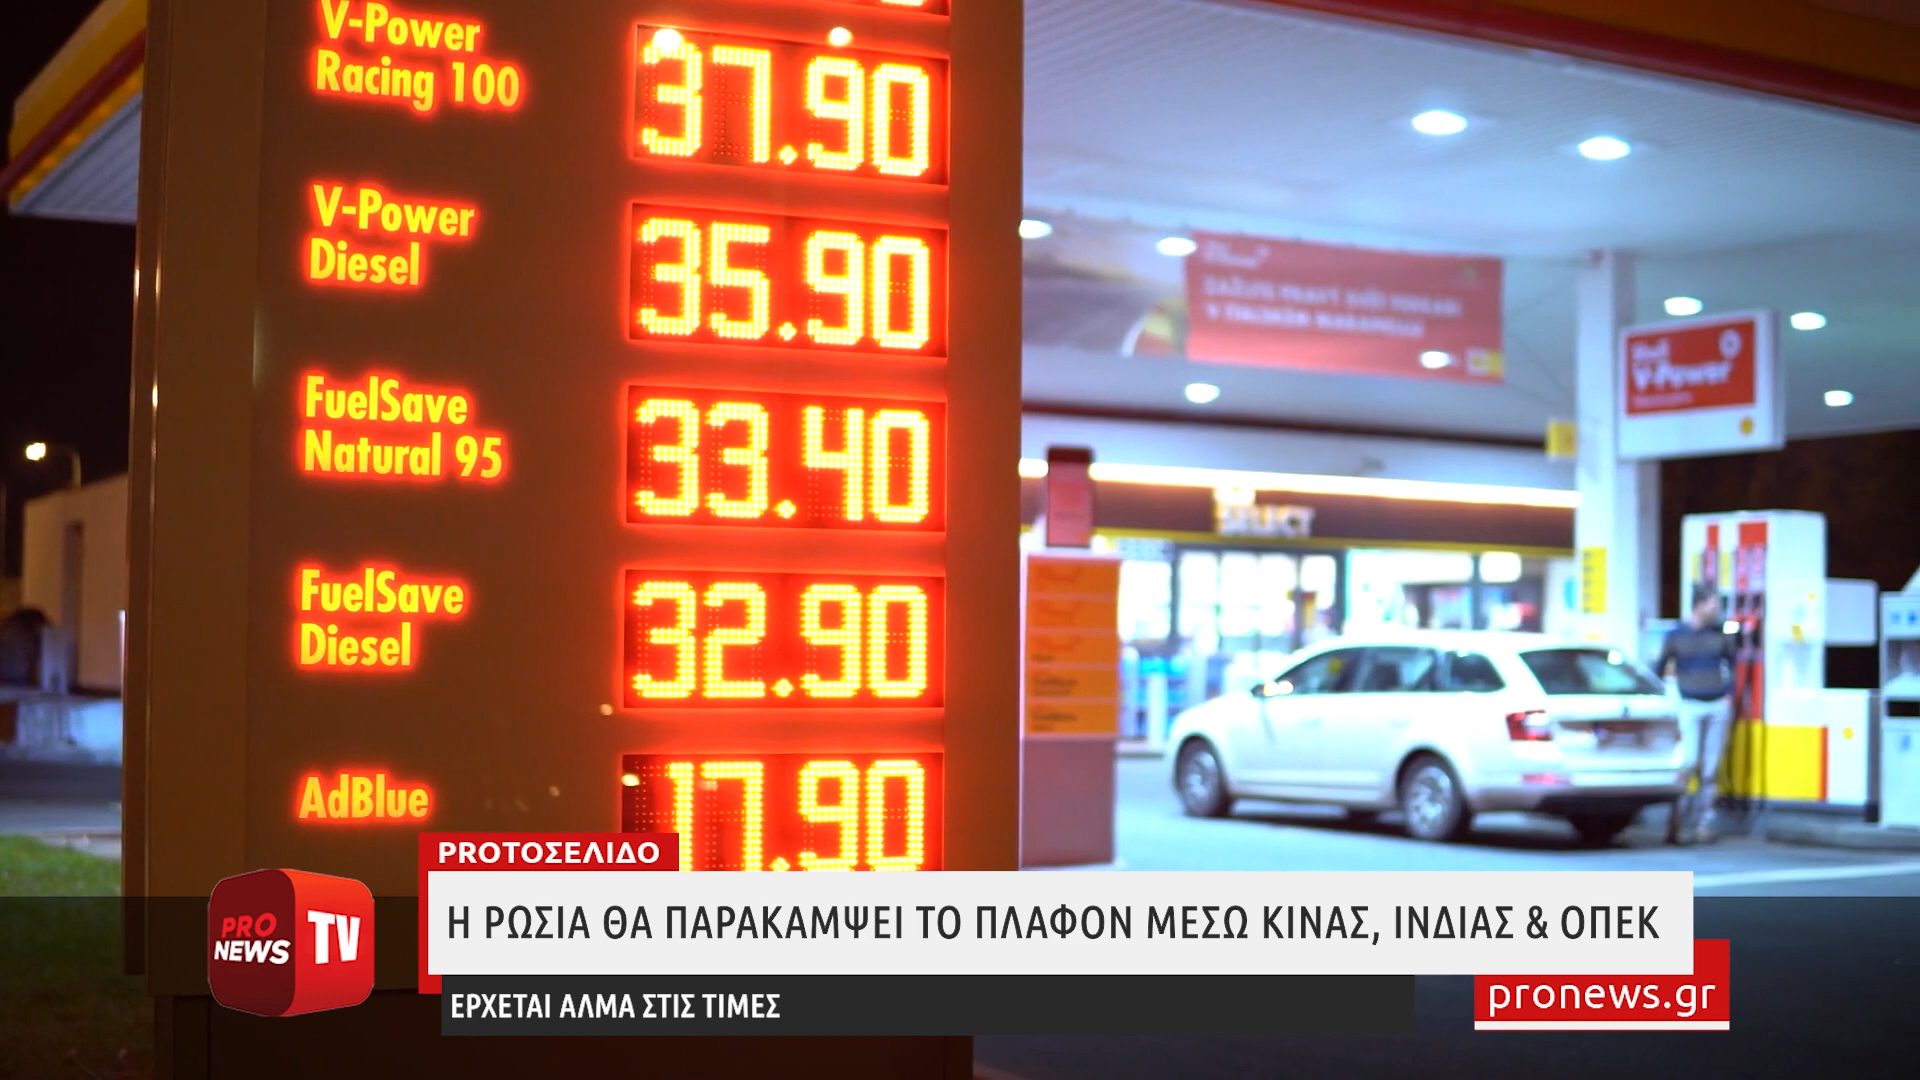 V-Power
Racing 100
37.90
V-Power
Diesel
35.90
FuelSave
Natural 95
33.40
FuelSave
Diesel
32.90
AdBlue
17.90
V-Power
SELECT
PROTOΣΕΛΙΔΟ
PRO
NEWS
TV
Η ΡΩΣΙΑ ΘΑ ΠΑΡΑΚΑΜΨΕΙ ΤΟ ΠΛΑΦΟΝ ΜΕΣΩ ΚΙΝΑΣ, ΙΝΔΙΑΣ & ΟΠΕΚ
ΕΡΧΕΤΑΙ ΑΛΜΑ ΣΤΙΣ ΤΙΜΕΣ
pronews.gr